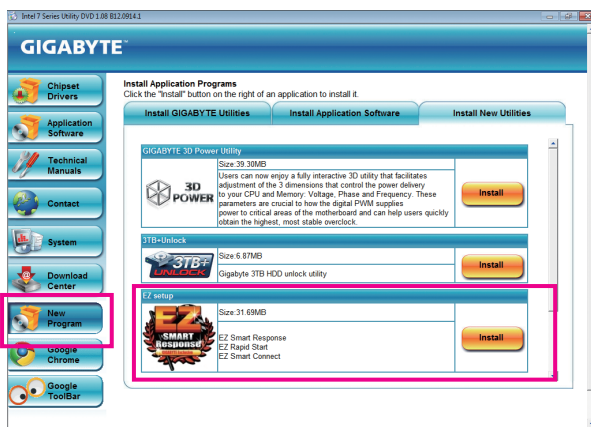 Intel 7 Series Utility DVD 1.08 B12.0914.1
GIGABYTE™
Chipset
Drivers
Application
Software
Technical
Manuals
Contact
System
Download
Center
New
Program
Google
Chrome
Google
ToolBar
Install Application Programs
Click the "Install" button on the right of an application to install it.
Install GIGABYTE Utilities
Install Application Software
Install New Utilities
GIGABYTE 3D Power Utility
3D
POWER
Size:39.30MB
Users can now enjoy a fully interactive 3D utility that facilitates
adjustment of the 3 dimensions that control the power delivery
to your CPU and Memory: Voltage, Phase and Frequency. These
parameters are crucial to how the digital PWM supplies
power to critical areas of the motherboard and can help users quickly
obtain the highest, most stable overclock.
Install
3TB+Unlock
3TB+
UNLOCK
Size:6.87MB
Gigabyte 3TB HDD unlock utility
Install
EZ setup
EZ
SMART
Response
Size:31.69MB
EZ Smart Response
EZ Rapid Start
EZ Smart Connect
Install